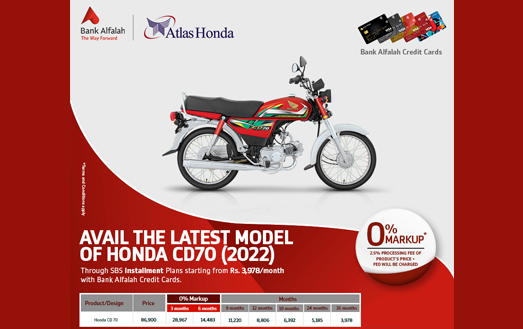 Bank Alfalah
The Way Forward
AtlasHonda
Bank Alfalah Credit Cards
CD70
*Terms and Conditions apply
0%
MARKUP*
2.5% PROCESSING FEE OF
PRODUCT'S PRICE +
FED WILL BE CHARGED
AVAIL THE LATEST MODEL
OF HONDA CD70 (2022)
Through SBS Installment Plans starting from Rs. 3,978/month
with Bank Alfalah Credit Cards.
Product/Design Price 0% Markup Months
3 months 6 months 9 months 12 months 18 months 24 months 36 months
Honda CD 70 86,900 28,967 14,483 11,220 8,806 6,392 5,185 3,978